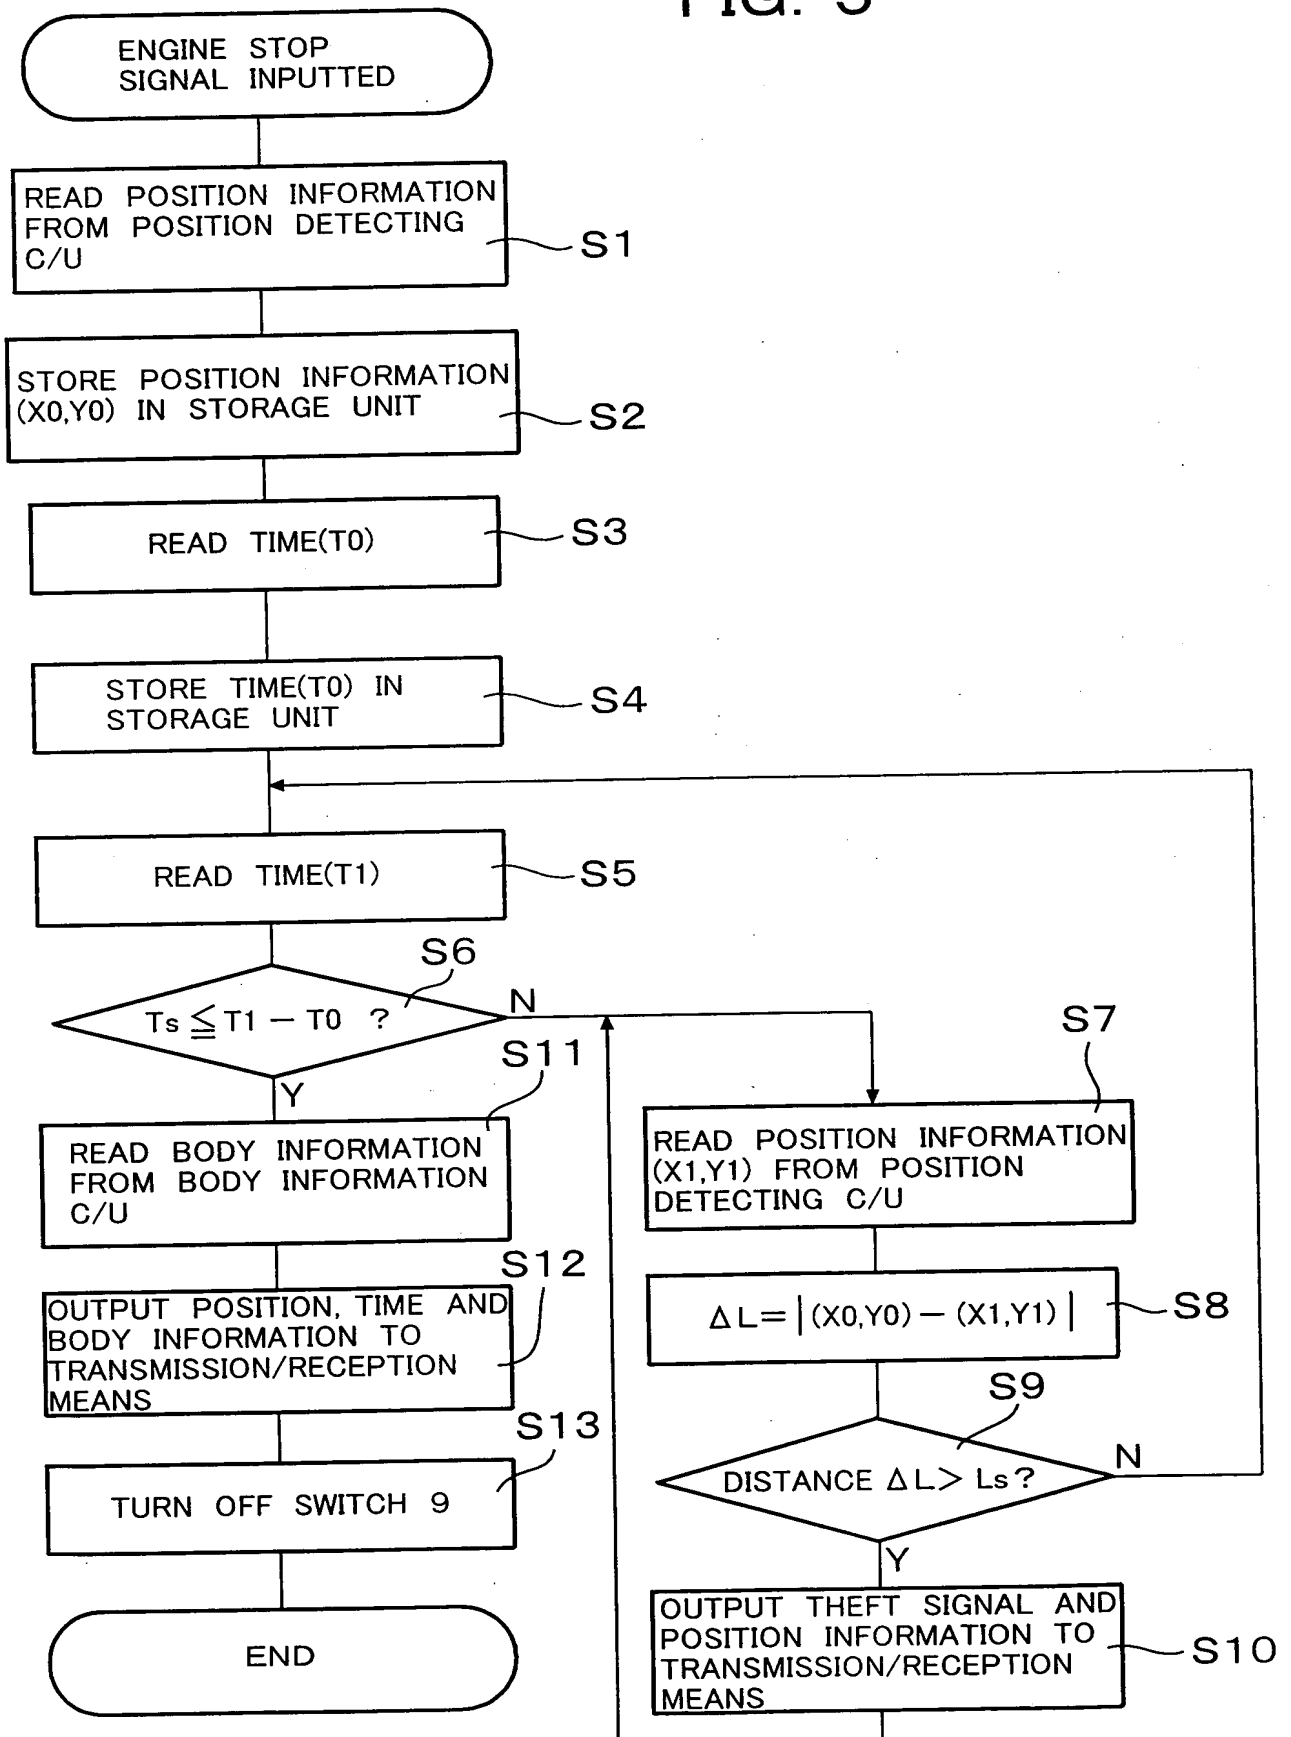 FIG. 3
ENGINE STOP
SIGNAL INPUTTED
READ POSITION INFORMATION
FROM POSITION DETECTING
C/U
S1
STORE POSITION INFORMATION
(X0,Y0) IN STORAGE UNIT
S2
READ TIME(T0)
S3
STORE TIME(T0) IN
STORAGE UNIT
S4
READ TIME(T1)
S5
S6
Ts ≦ T1 − T0 ?
N
Y
S11
READ BODY INFORMATION
FROM BODY INFORMATION
C/U
S12
OUTPUT POSITION, TIME AND
BODY INFORMATION TO
TRANSMISSION/RECEPTION
MEANS
S13
TURN OFF SWITCH 9
END
S7
READ POSITION INFORMATION
(X1,Y1) FROM POSITION
DETECTING C/U
ΔL=|(X0,Y0)−(X1,Y1)|
S8
S9
DISTANCE ΔL> Ls?
N
Y
OUTPUT THEFT SIGNAL AND
POSITION INFORMATION TO
TRANSMISSION/RECEPTION
MEANS
S10